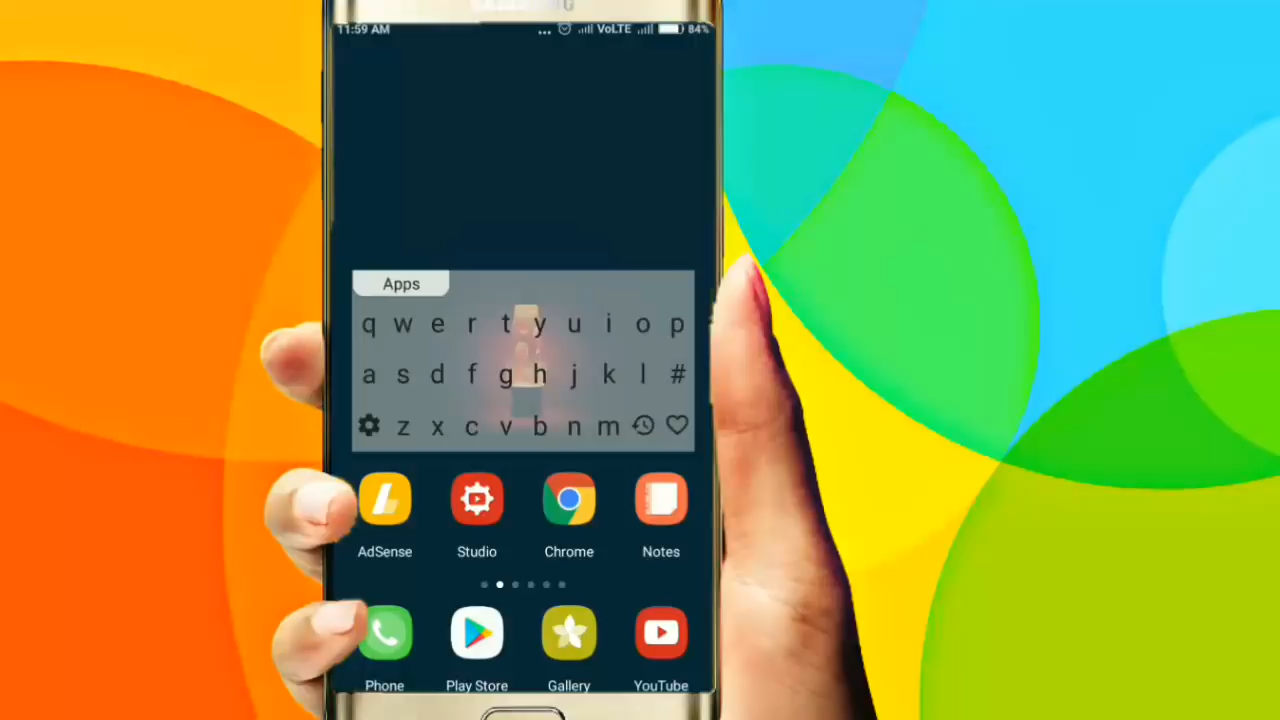 11:59 AM ... VoLTE 84%
Apps
q w e r t y u i o p
a s d f g h j k l #
z x c v b n m
AdSense Studio Chrome Notes
Phone Play Store Gallery YouTube